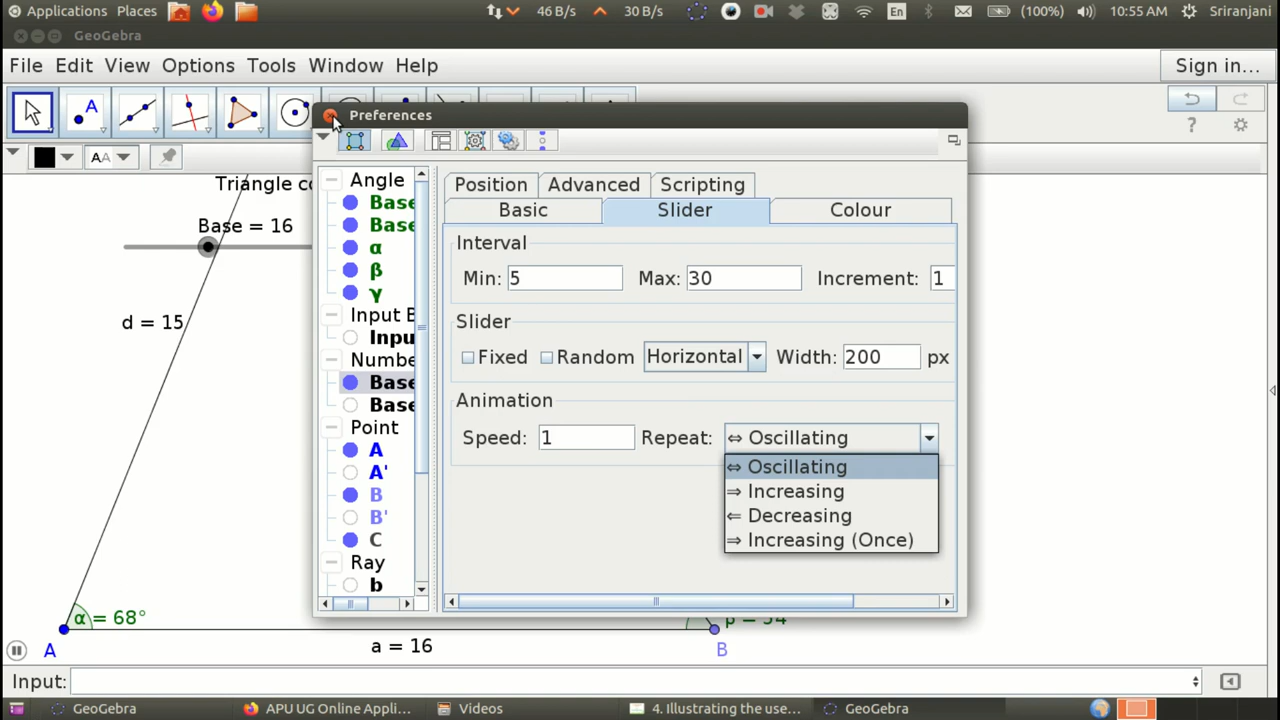 Applications Places 46 B/s 30 B/s En (100%) 10:55 AM Sriranjani
GeoGebra
File Edit View Options Tools Window Help Sign in...
A
Preferences
AA
Triangle co
Base = 16
d = 15
α = 68°
A
a = 16
β = 54°
B
Angle
Base
Base
α
β
γ
Input B
Inpu
Numbe
Base
Base
Point
A
A'
B
B'
C
Ray
b
Position Advanced Scripting
Basic Slider Colour
Interval
Min: 5 Max: 30 Increment: 1
Slider
Fixed Random Horizontal Width: 200 px
Animation
Speed: 1 Repeat: ⇔ Oscillating
⇔ Oscillating
⇒ Increasing
⇐ Decreasing
⇒ Increasing (Once)
Input:
GeoGebra APU UG Online Appli... Videos 4. Illustrating the use... GeoGebra